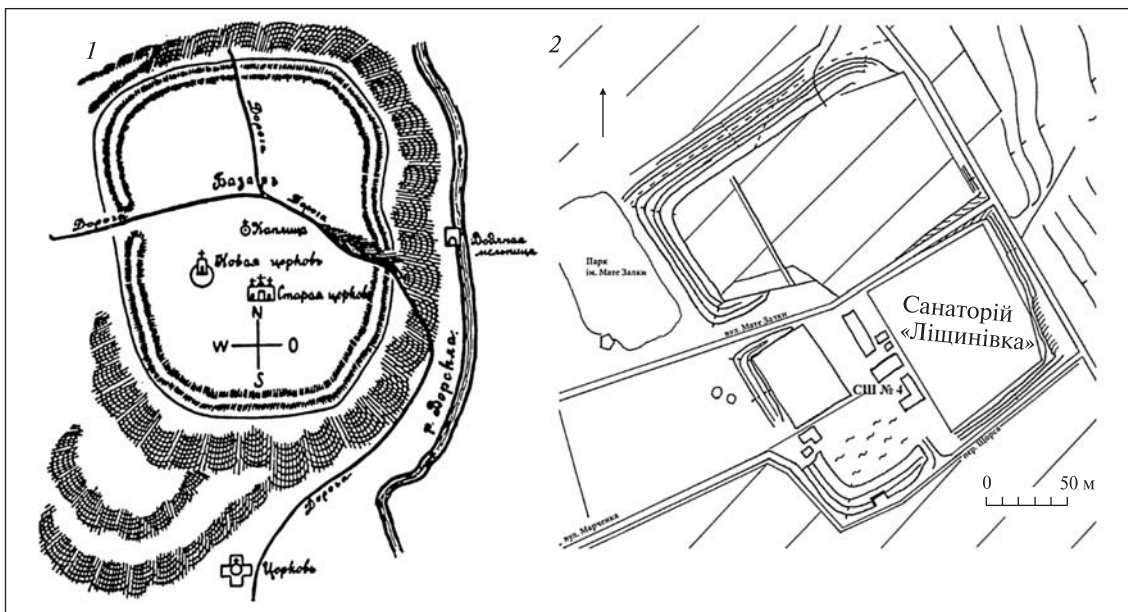 1
Дорога
Базаръ
Дорога
Дорога
Каплица
Новая церковь
Старая церковь
N
W
O
S
Водяная
мельница
р. Ворскла.
Дорога
Церковь
2
Парк
ім. Мате Залки
вул. Мате Залки
Санаторій
«Ліщинівка»
СШ № 4
пер. Щорса
вул. Марченка
0
50 м